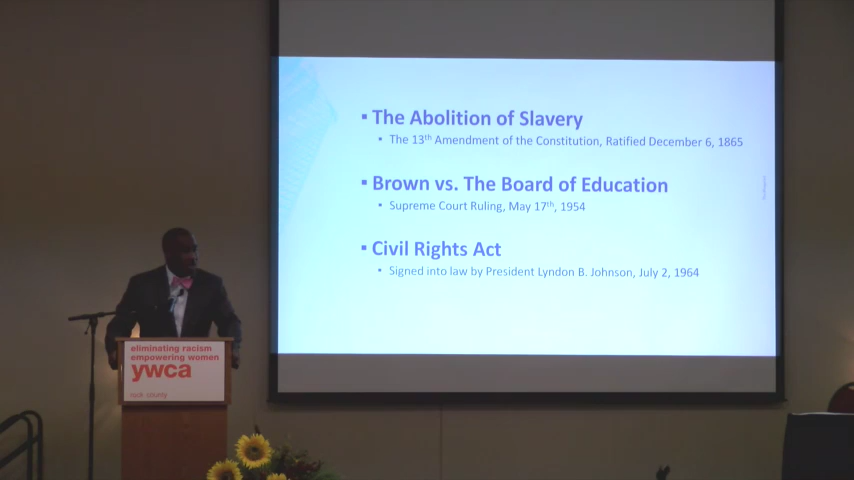 ▪ The Abolition of Slavery
▪ The 13th Amendment of the Constitution, Ratified December 6, 1865
▪ Brown vs. The Board of Education
▪ Supreme Court Ruling, May 17th, 1954
▪ Civil Rights Act
▪ Signed into law by President Lyndon B. Johnson, July 2, 1964
eliminating racism
empowering women
ywca
rock county